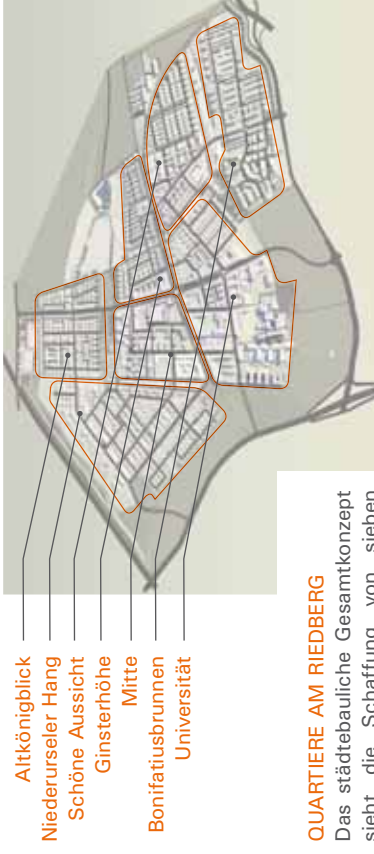 Altkönigblick
Niederurseler Hang
Schöne Aussicht
Ginsterhöhe
Mitte
Bonifatiusbrunnen
Universität
QUARTIERE AM RIEDBERG
Das städtebauliche Gesamtkonzept
sieht die Schaffung von sieben